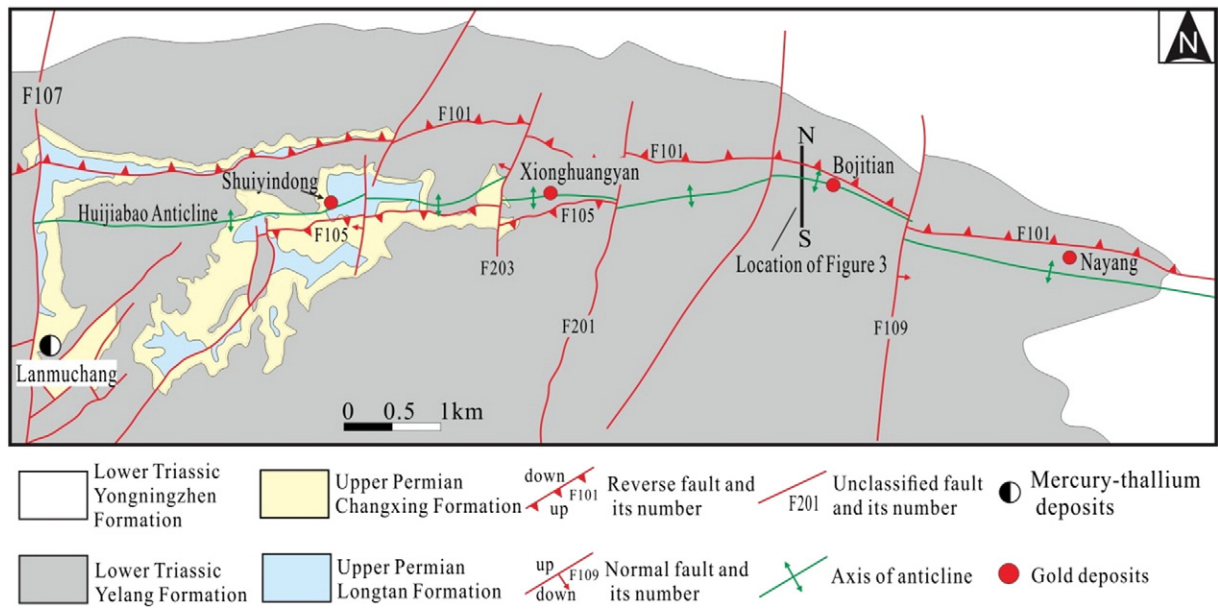 N
F107
F101
Shuiyindong
Xionghuangyan
F101
N
Bojitian
Huijiabao Anticline
F105
F105
S
F101
Location of Figure 3
Nayang
F203
F201
F109
Lanmuchang
0 0.5 1km
Lower Triassic
Yongningzhen
Formation
Upper Permian
Changxing Formation
down
F101
up
Reverse fault and
its number
F201
Unclassified fault
and its number
Mercury-thallium
deposits
Lower Triassic
Yelang Formation
Upper Permian
Longtan Formation
up
F109
down
Normal fault and
its number
Axis of anticline
Gold deposits